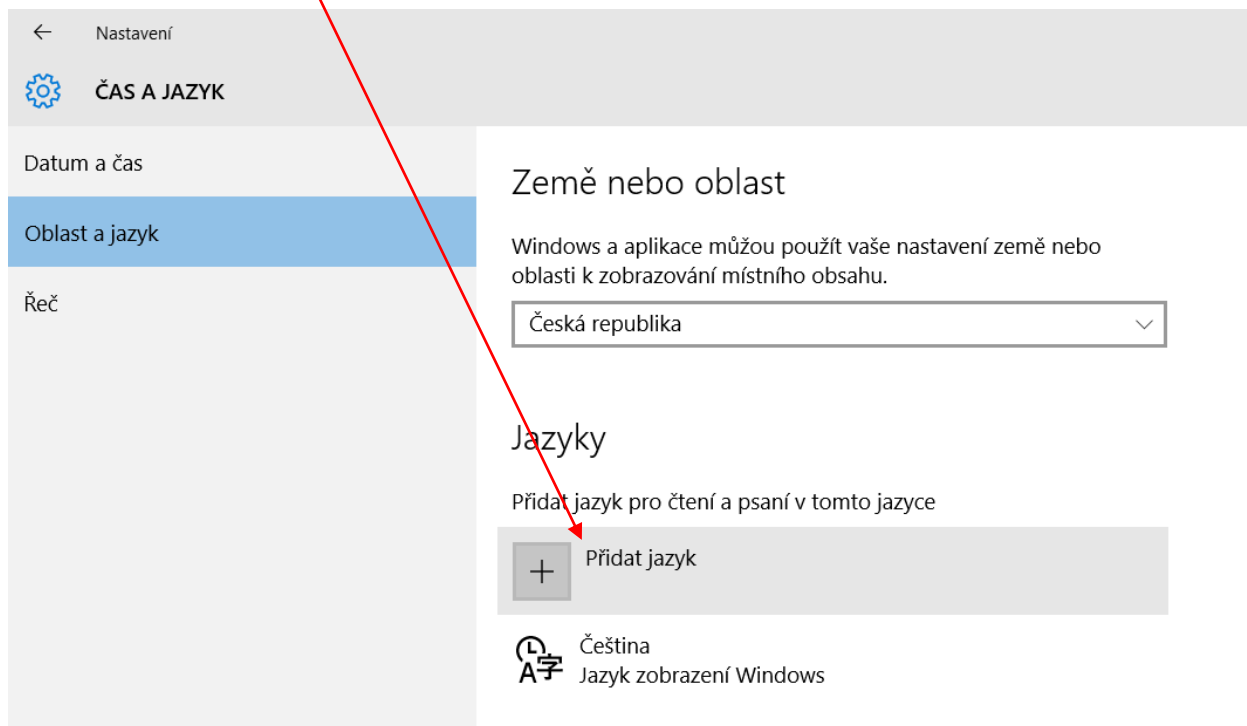 Nastavení
ČAS A JAZYK
Datum a čas
Oblast a jazyk
Řeč
Země nebo oblast
Windows a aplikace můžou použít vaše nastavení země nebo
oblasti k zobrazování místního obsahu.
Česká republika
Jazyky
Přidat jazyk pro čtení a psaní v tomto jazyce
Přidat jazyk
Čeština
Jazyk zobrazení Windows